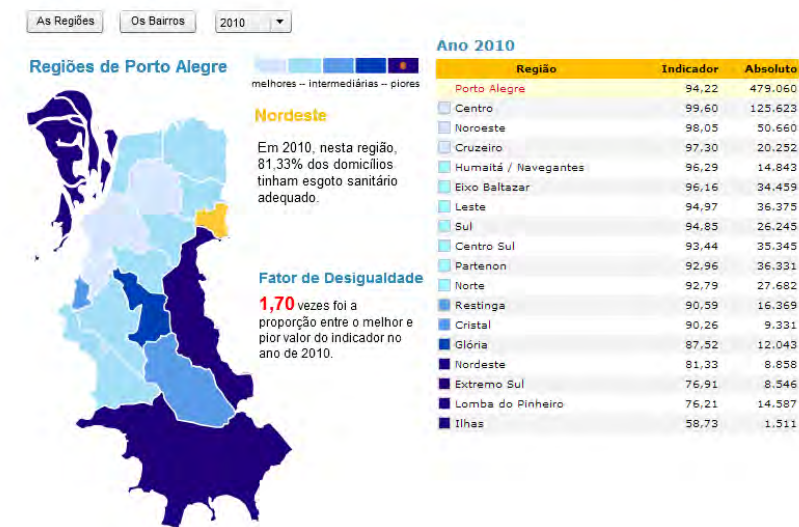 As Regiões Os Bairros 2010
Regiões de Porto Alegre
melhores -- intermediárias -- piores
Nordeste
Em 2010, nesta região,
81,33% dos domicílios
tinham esgoto sanitário
adequado.
Fator de Desigualdade
1,70 vezes foi a
proporção entre o melhor e
pior valor do indicador no
ano de 2010.
Ano 2010
Região Indicador Absoluto
Porto Alegre 94,22 479.060
Centro 99,60 125.623
Noroeste 98,05 50.660
Cruzeiro 97,30 20.252
Humaitá / Navegantes 96,29 14.843
Eixo Baltazar 96,16 34.459
Leste 94,97 36.375
Sul 94,85 26.245
Centro Sul 93,44 35.345
Partenon 92,96 36.331
Norte 92,79 27.682
Restinga 90,59 16.369
Cristal 90,26 9.331
Glória 87,52 12.043
Nordeste 81,33 8.858
Extremo Sul 76,91 8.546
Lomba do Pinheiro 76,21 14.587
Ilhas 58,73 1.511